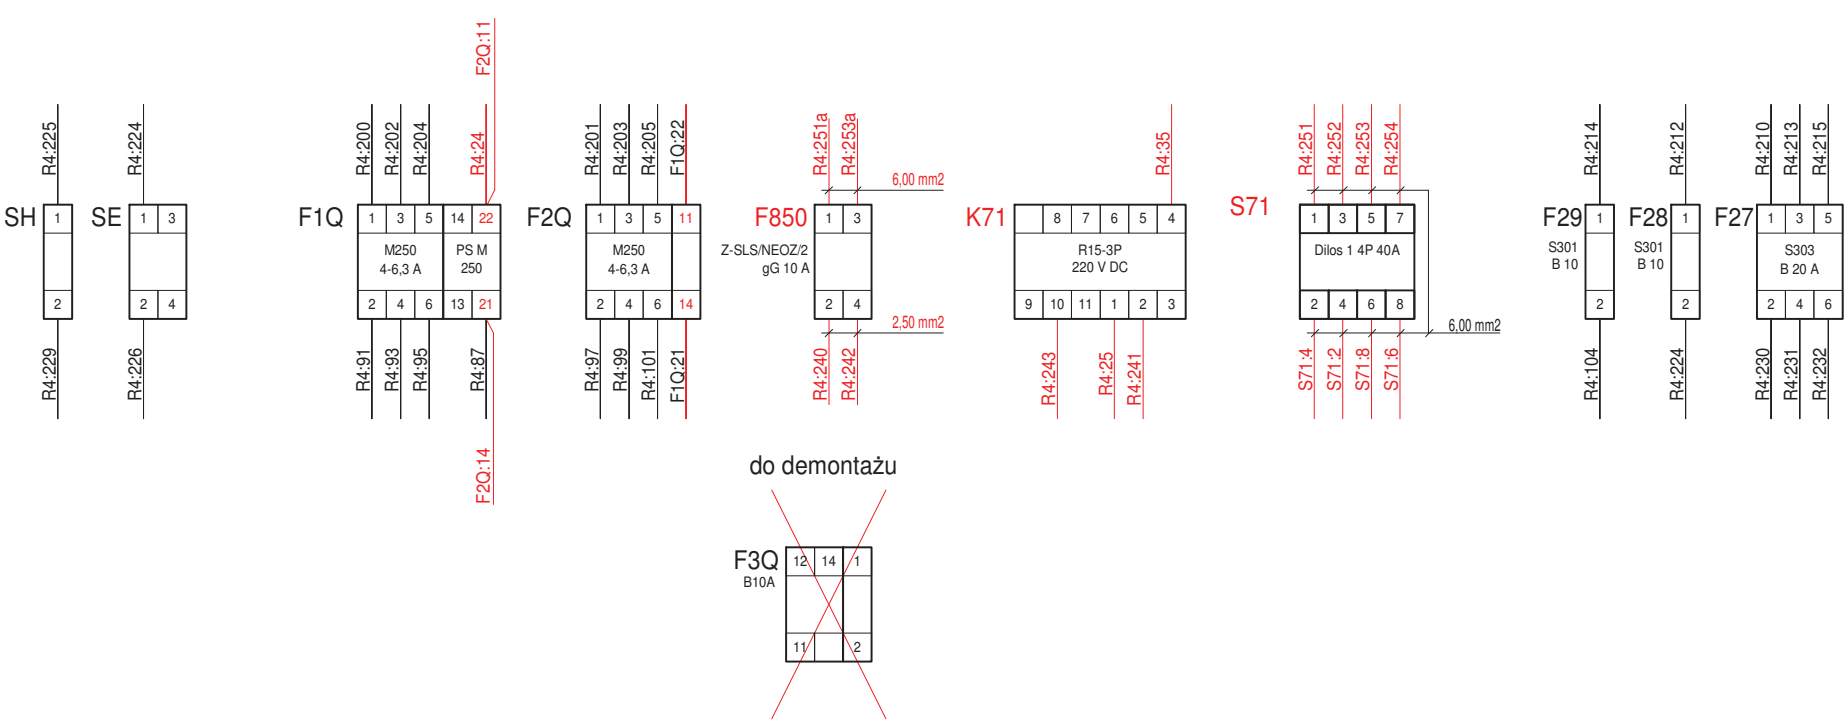 F2Q:11
R4:225
R4:224
R4:200
R4:202
R4:204
R4:24
R4:201
R4:203
R4:205
F1Q:22
R4:251a
R4:253a
R4:35
R4:251
R4:252
R4:253
R4:254
R4:214
R4:212
R4:210
R4:213
R4:215
6,00 mm2
SH
1
SE
1 3
F1Q
1 3 5 14 22
F2Q
1 3 5 11
F850
1 3
K71
8 7 6 5 4
S71
1 3 5 7
F29
1
F28
1
F27
1 3 5
M250
4-6,3 A
PS M
250
M250
4-6,3 A
Z-SLS/NEOZ/2
gG 10 A
R15-3P
220 V DC
Dilos 1 4P 40A
S301
B 10
S301
B 10
S303
B 20 A
2
2 4
2 4 6 13 21
2 4 6 14
2 4
9 10 11 1 2 3
2 4 6 8
2
2
2 4 6
2,50 mm2
6,00 mm2
R4:229
R4:226
R4:91
R4:93
R4:95
R4:87
R4:97
R4:99
R4:101
F1Q:21
R4:240
R4:242
R4:243
R4:25
R4:241
S71:4
S71:2
S71:8
S71:6
R4:104
R4:224
R4:230
R4:231
R4:232
F2Q:14
do demontażu
F3Q
B10A
12 14 1
11 2